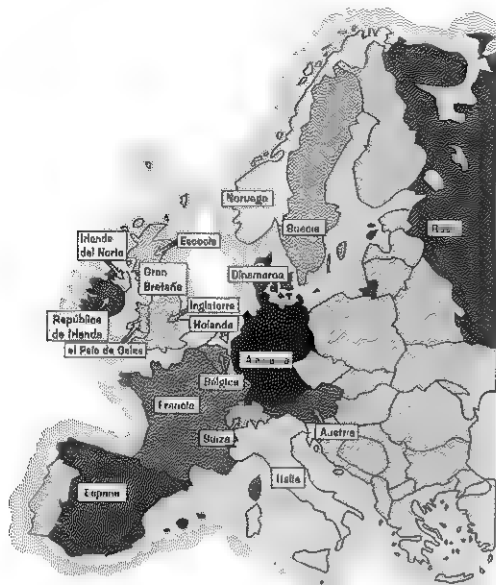 Noruega
Suecia
Escocia
Irlanda
del Norte
Gran
Bretaña
Dinamarca
Inglaterra
Holanda
República
de Irlanda
el País de Gales
Bélgica
Francia
Suiza
Austria
Italia
España